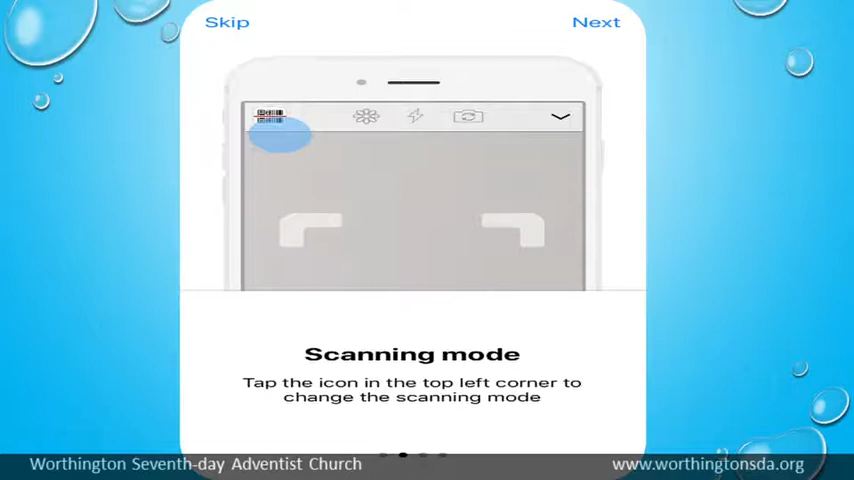 Skip
Next
Scanning mode
Tap the icon in the top left corner to
change the scanning mode
Worthington Seventh-day Adventist Church
www.worthingtonsda.org